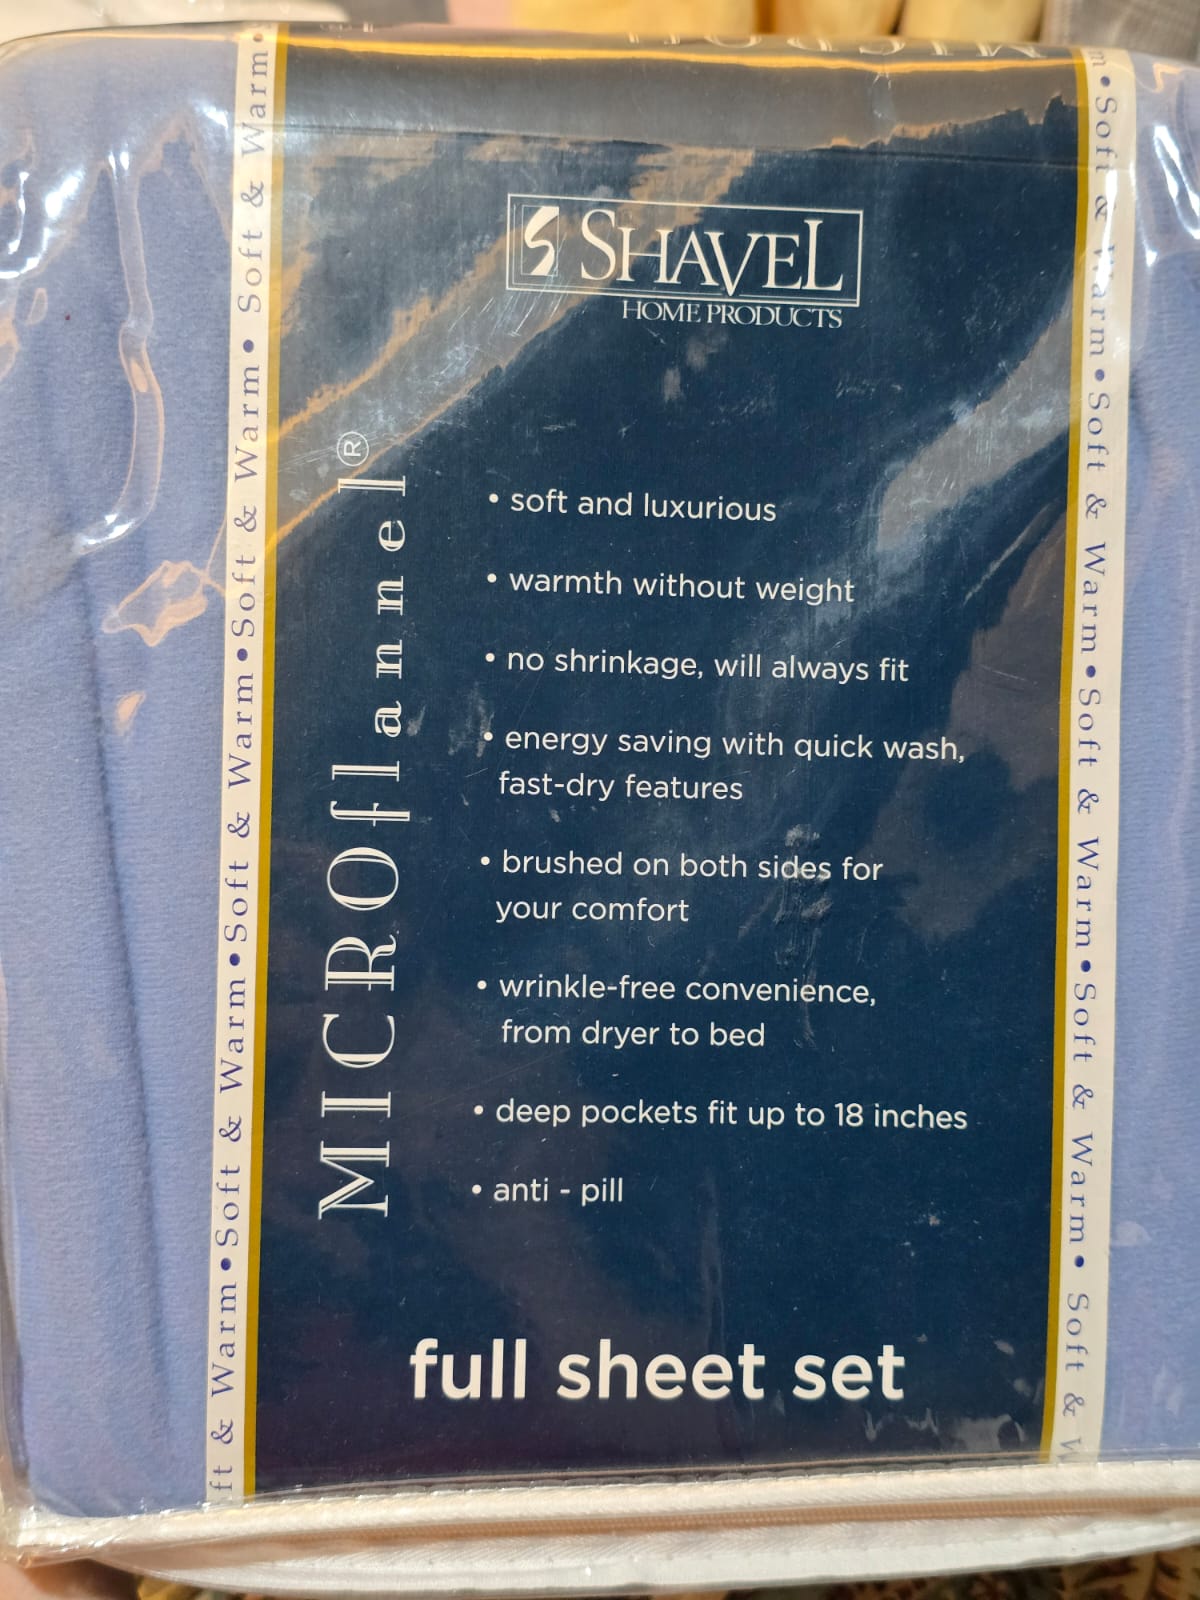 SHAVEL
HOME PRODUCTS
MICROflannel®
• soft and luxurious
• warmth without weight
• no shrinkage, will always fit
• energy saving with quick wash,
fast-dry features
• brushed on both sides for
your comfort
• wrinkle-free convenience,
from dryer to bed
• deep pockets fit up to 18 inches
• anti - pill
full sheet set
ft & Warm • Soft & Warm • Soft & Warm • Soft & Warm • Soft & Warm •
m • Soft & Warm • Soft & Warm • Soft & Warm • Soft & Warm • Soft & W